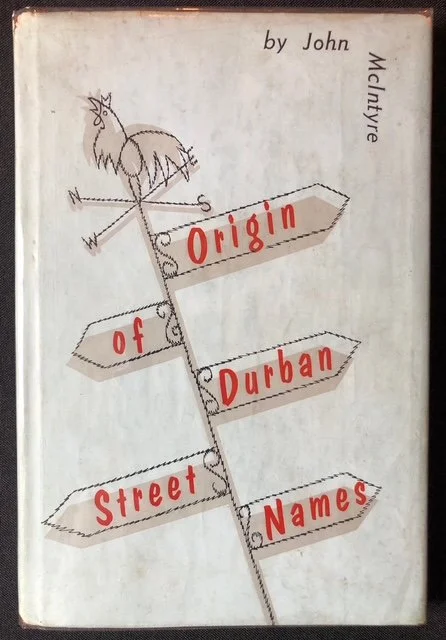 by John
McIntyre
N
E
S
W
Origin
of
Durban
Street
Names